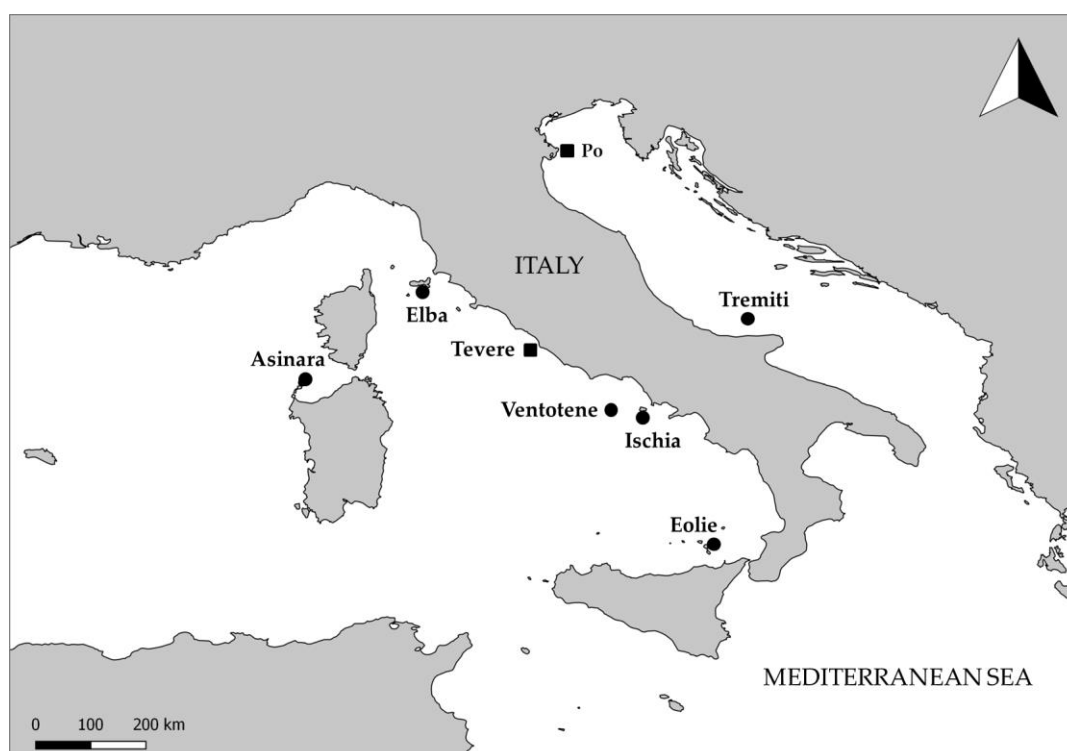 Po
ITALY
Elba
Tremiti
Tevere
Asinara
Ventotene
Ischia
Eolie
MEDITERRANEAN SEA
0 100 200 km